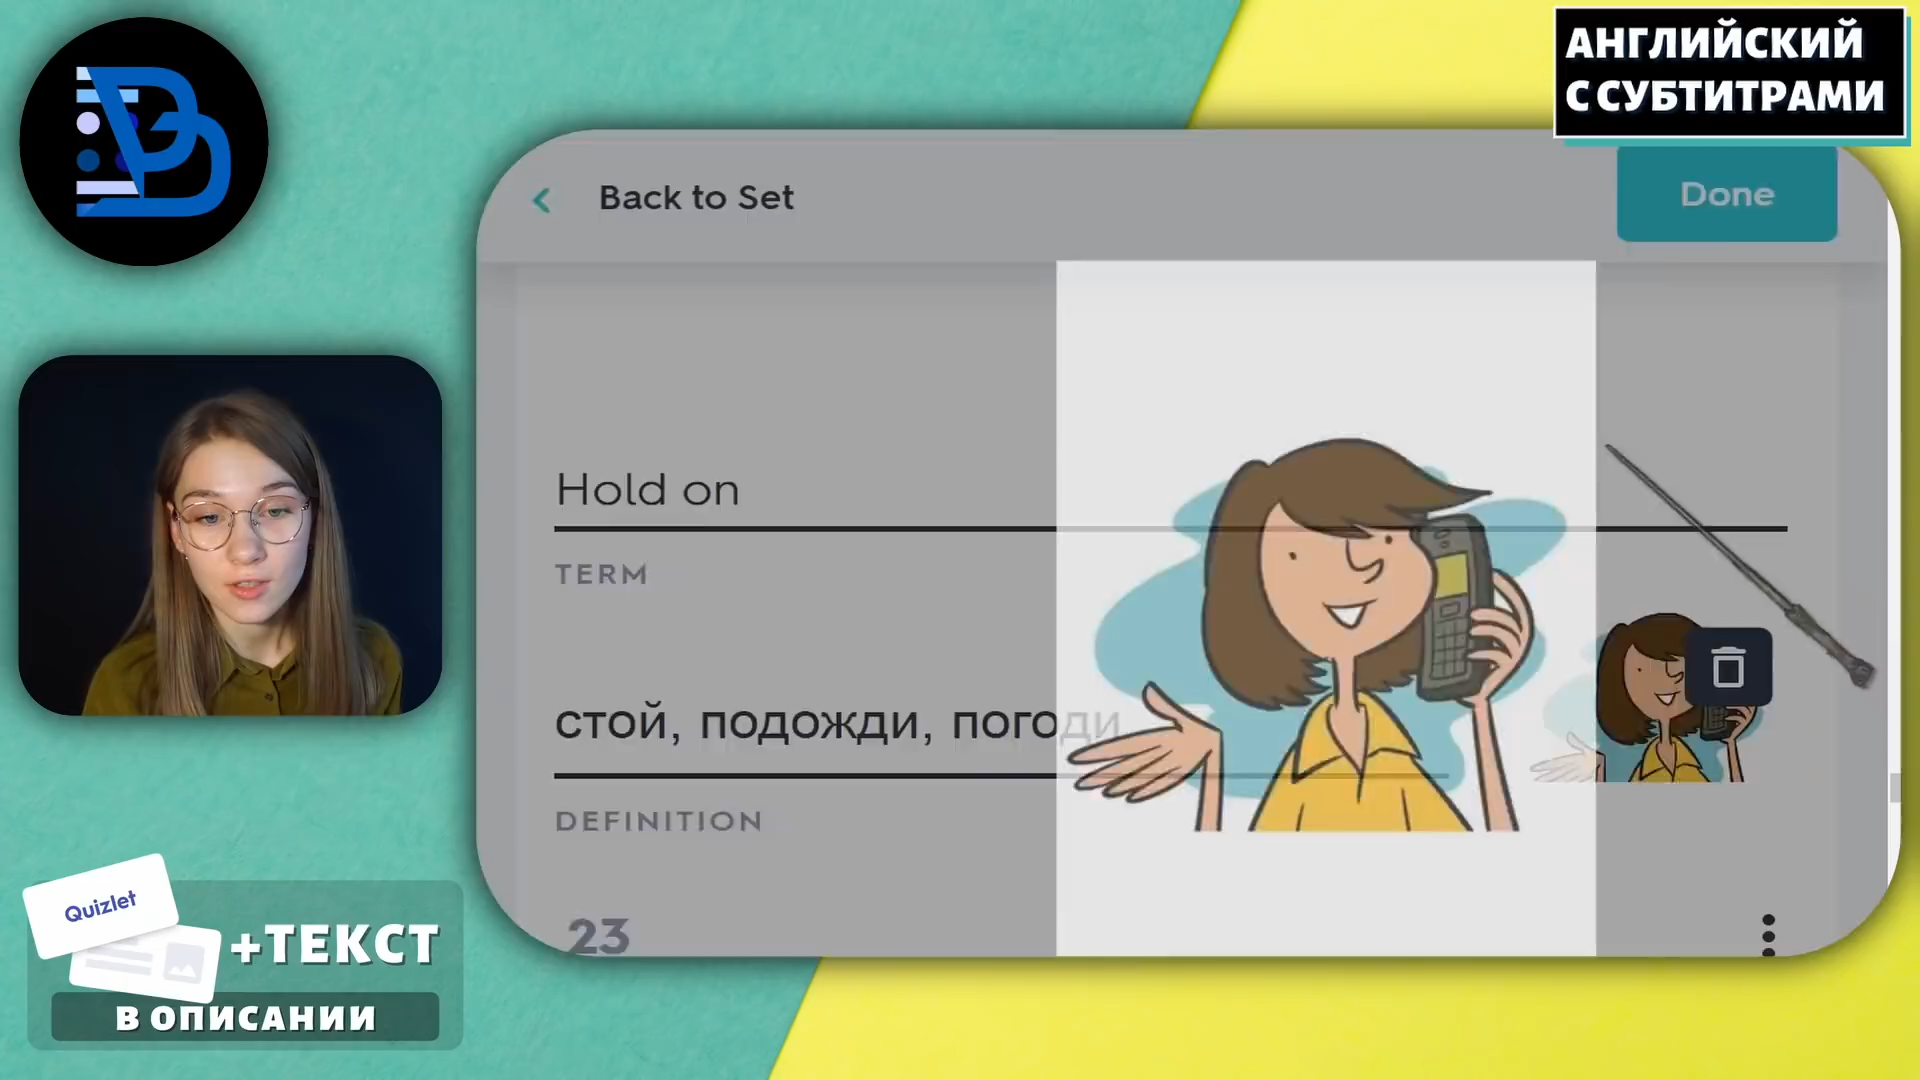 АНГЛИЙСКИЙ
С СУБТИТРАМИ
Back to Set
Done
Hold on
TERM
стой, подожди, погоди
DEFINITION
23
Quizlet
+ТЕКСТ
В ОПИСАНИИ